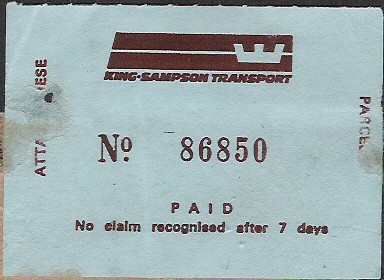 KING-SAMPSON TRANSPORT
No 86850
PAID
No claim recognised after 7 days